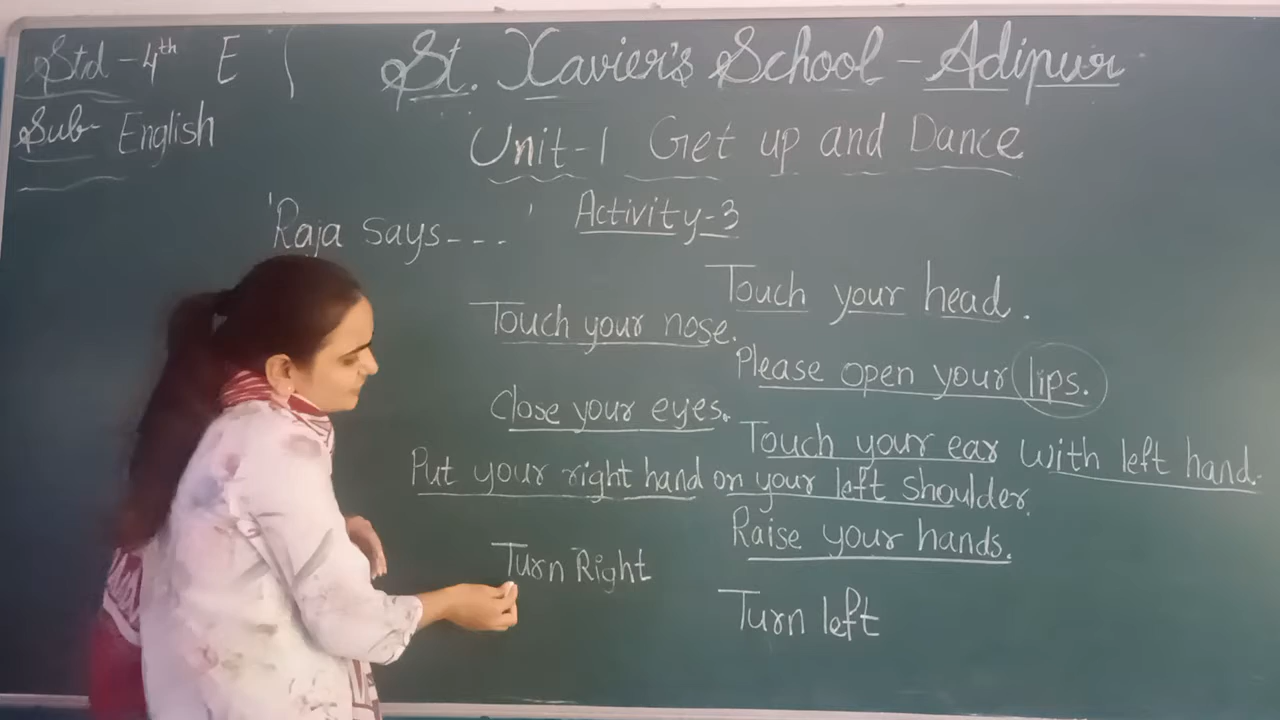 Std - 4th E
St. Xavier's School - Adipur
Sub- English
Unit-1 Get up and Dance
'Raja says- - - '
Activity-3
Touch your head.
Touch your nose.
Please open your lips.
Close your eyes.
Touch your ear with left hand.
Put your right hand on your left shoulder.
Raise your hands.
Turn Right
Turn left